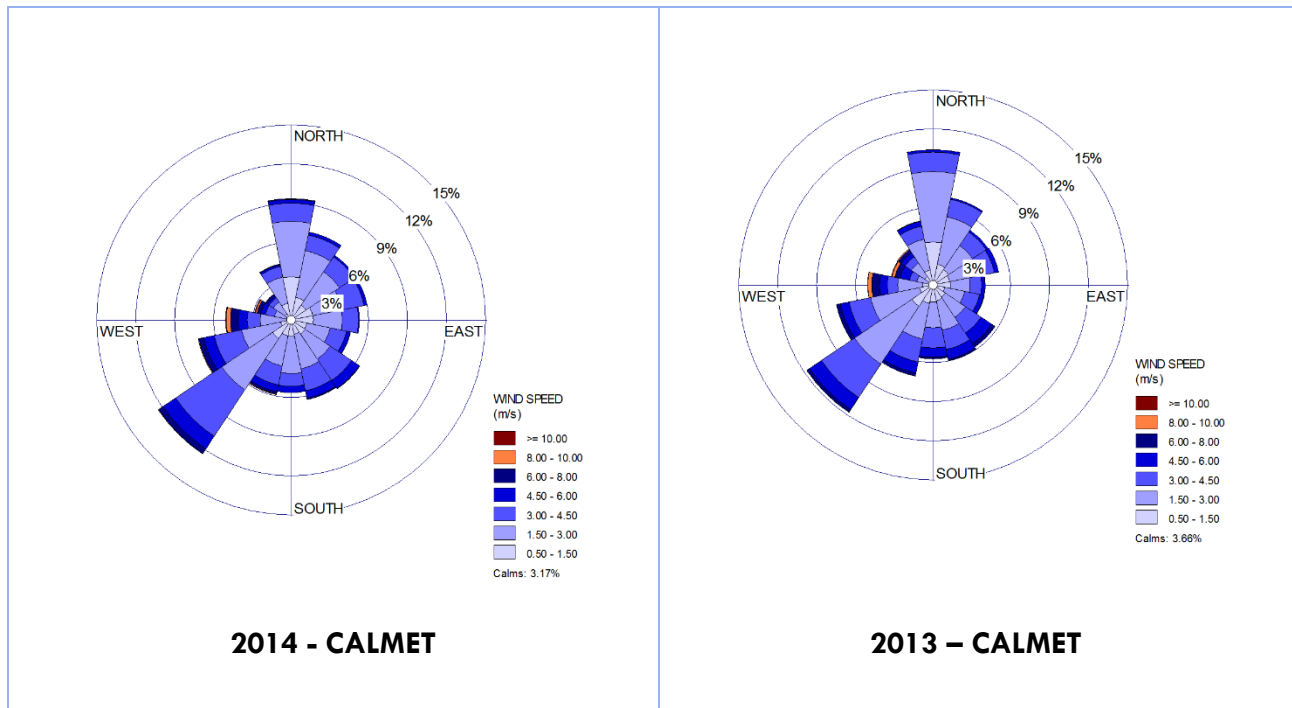 NORTH
15%
12%
9%
6%
3%
WEST
EAST
SOUTH
WIND SPEED
(m/s)
>= 10.00
8.00 - 10.00
6.00 - 8.00
4.50 - 6.00
3.00 - 4.50
1.50 - 3.00
0.50 - 1.50
Calms: 3.17%
2014 - CALMET
NORTH
15%
12%
9%
6%
3%
WEST
EAST
SOUTH
WIND SPEED
(m/s)
>= 10.00
8.00 - 10.00
6.00 - 8.00
4.50 - 6.00
3.00 - 4.50
1.50 - 3.00
0.50 - 1.50
Calms: 3.66%
2013 – CALMET